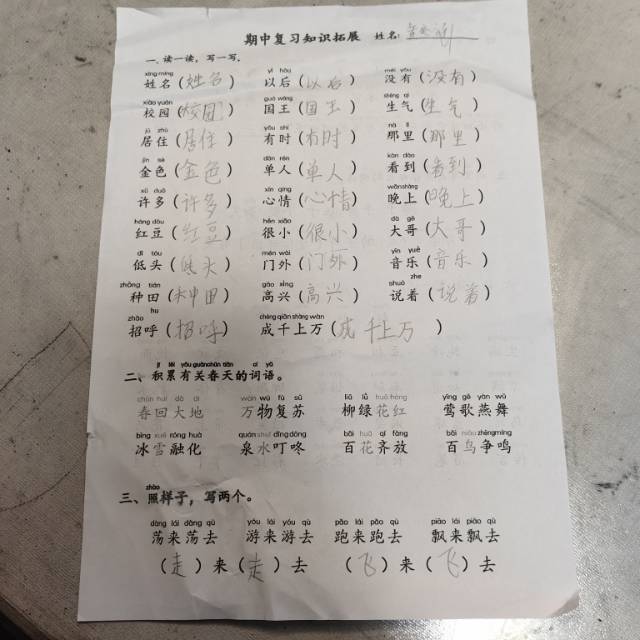 期中复习知识拓展 姓名:
一、读一读，写一写。
xìng míng yǐ hòu méi yǒu
姓名（姓名） 以后（以后） 没有（没有）
xiào yuán guó wáng shēng qì
校园（校园） 国王（国王） 生气（生气）
jū zhù yǒu shí nà lǐ
居住（居住） 有时（有时） 那里（那里）
jīn sè dān rén kàn dào
金色（金色） 单人（单人） 看到（看到）
xǔ duō xīn qíng wǎn shàng
许多（许多） 心情（心情） 晚上（晚上）
hóng dòu hěn xiǎo dà gē
红豆（红豆） 很小（很小） 大哥（大哥）
dī tóu mén wài yīn yuè
低头（低头） 门外（门外） 音乐（音乐）
zhòng tián gāo xìng shuō zhe
种田（种田） 高兴（高兴） 说着（说着）
zhāo hu chéng qiān shàng wàn
招呼（招呼） 成千上万（成千上万）
jī lěi yǒu guān chūn tiān cí yǔ
二、积累有关春天的词语。
chūn huí dà dì wàn wù fù sū liǔ lǜ huā hóng yīng gē yàn wǔ
春回大地 万物复苏 柳绿花红 莺歌燕舞
bīng xuě róng huà quán shuǐ dīng dōng bǎi huā qí fàng bǎi niǎo zhēng míng
冰雪融化 泉水叮咚 百花齐放 百鸟争鸣
zhào
三、照样子，写两个。
dàng lái dàng qù yóu lái yóu qù pǎo lái pǎo qù piāo lái piāo qù
荡来荡去 游来游去 跑来跑去 飘来飘去
（走）来（走）去 （飞）来（飞）去